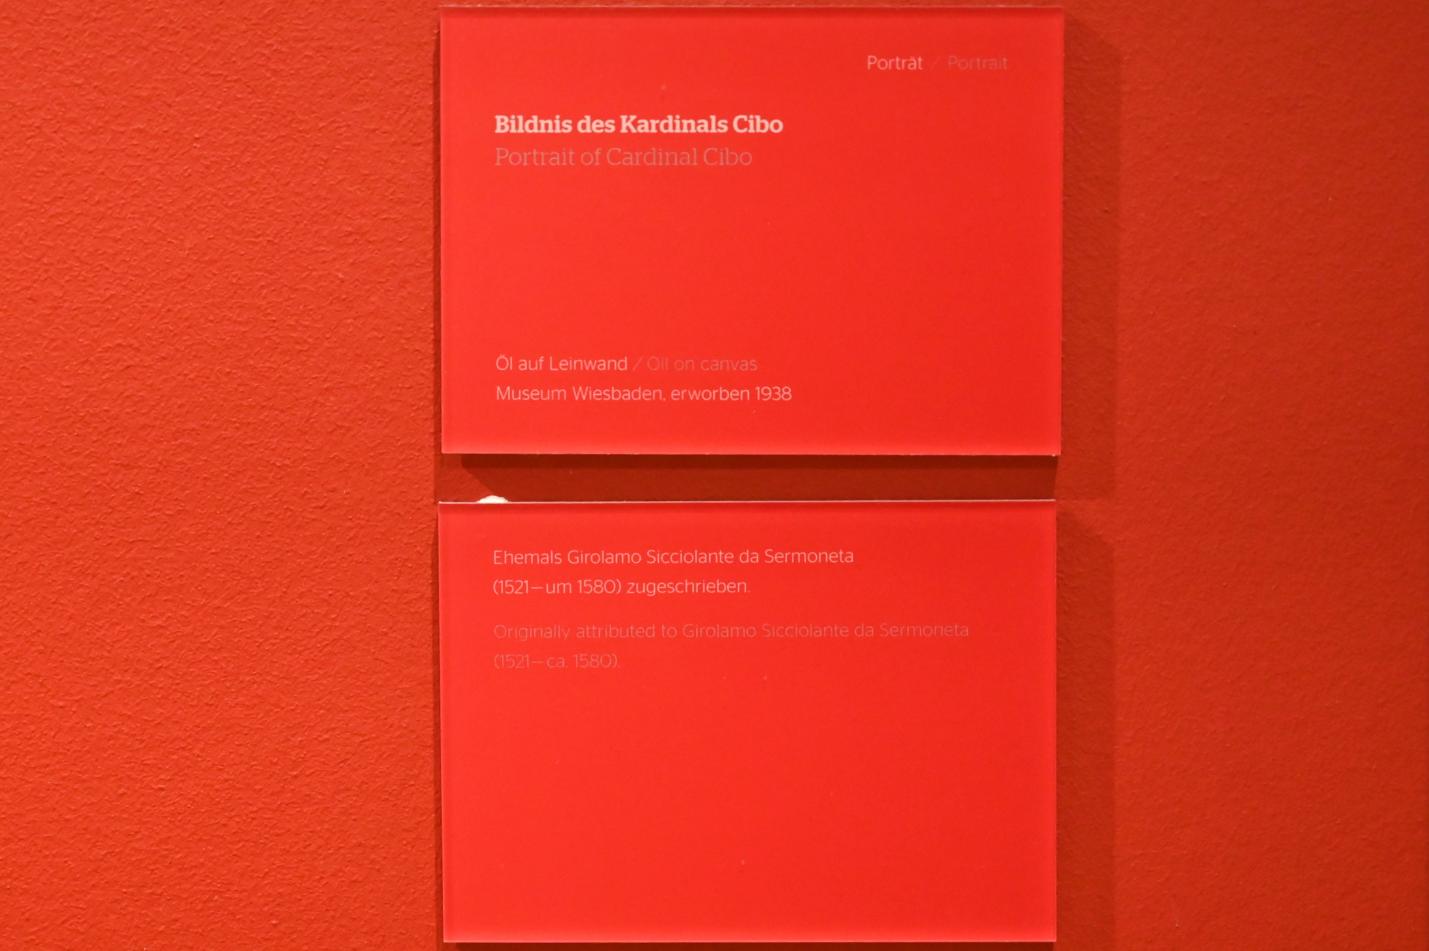 Porträt / Portrait
Bildnis des Kardinals Cibo
Portrait of Cardinal Cibo
Öl auf Leinwand / Oil on canvas
Museum Wiesbaden, erworben 1938
Ehemals Girolamo Sicciolante da Sermoneta
(1521–um 1580) zugeschrieben.
Originally attributed to Girolamo Sicciolante da Sermoneta
(1521–ca. 1580).